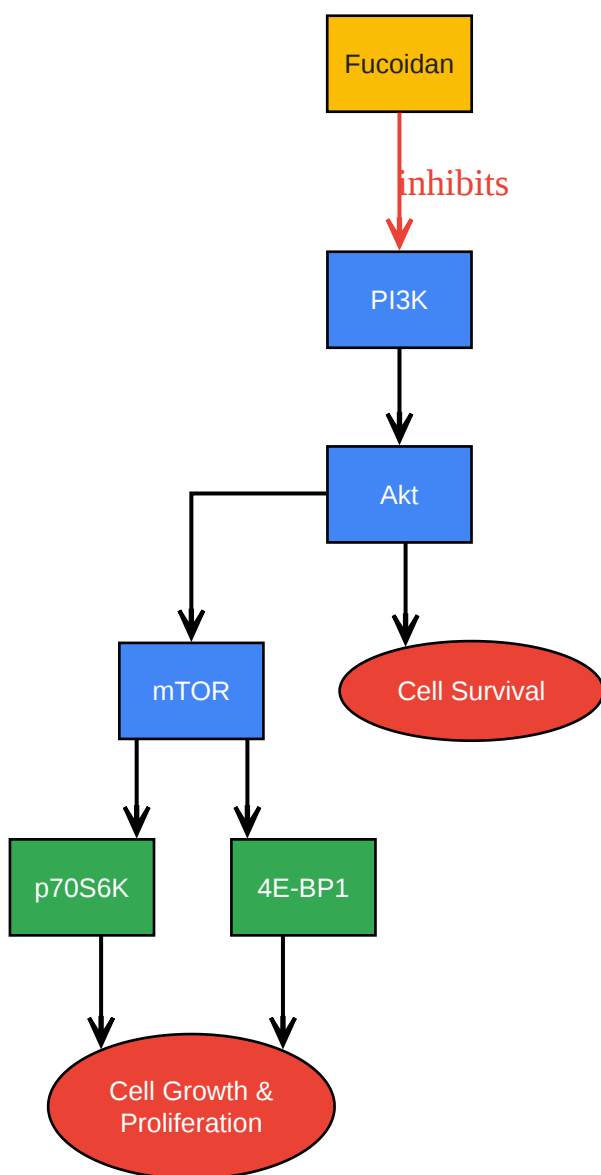 Fucoidan
inhibits
PI3K
Akt
mTOR
Cell Survival
p70S6K
4E-BP1
Cell Growth &
Proliferation